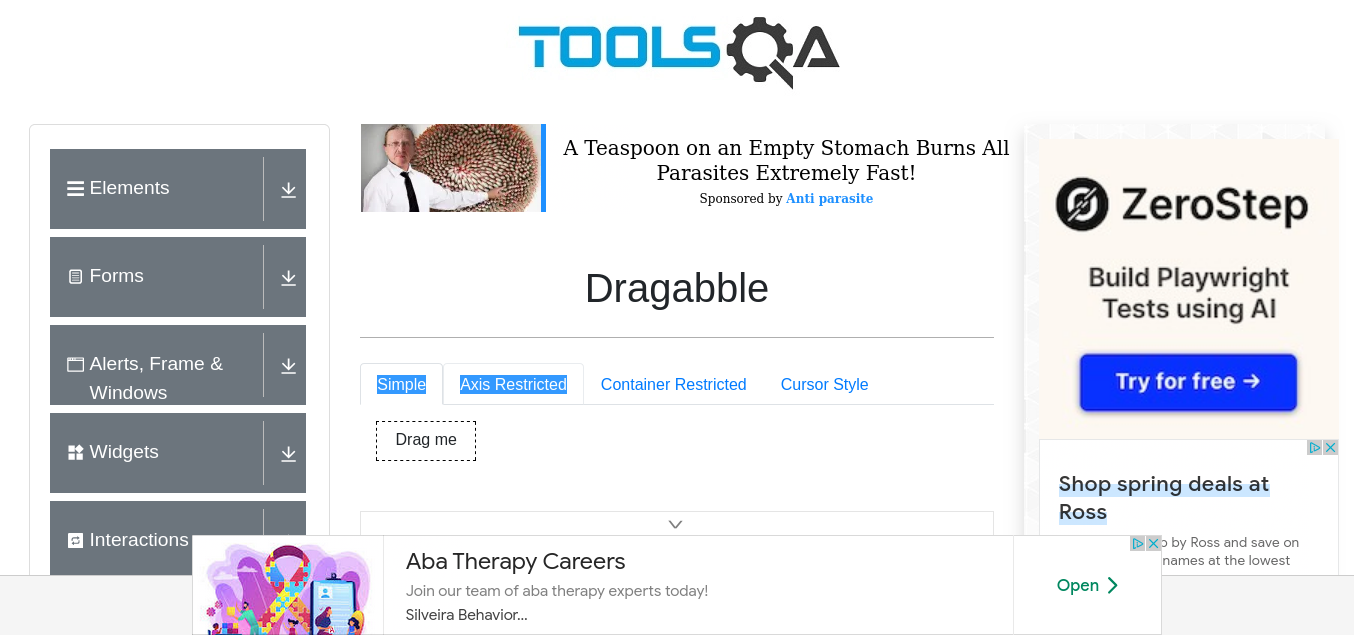 TOOLSQA
Elements
Forms
Alerts, Frame &
Windows
Widgets
Interactions
A Teaspoon on an Empty Stomach Burns All
Parasites Extremely Fast!
Sponsored by Anti parasite
Dragabble
Simple
Axis Restricted
Container Restricted
Cursor Style
Drag me
ZeroStep
Build Playwright
Tests using AI
Try for free →
Shop spring deals at
Ross
by Ross and save on
names at the lowest
Aba Therapy Careers
Join our team of aba therapy experts today!
Silveira Behavior...
Open